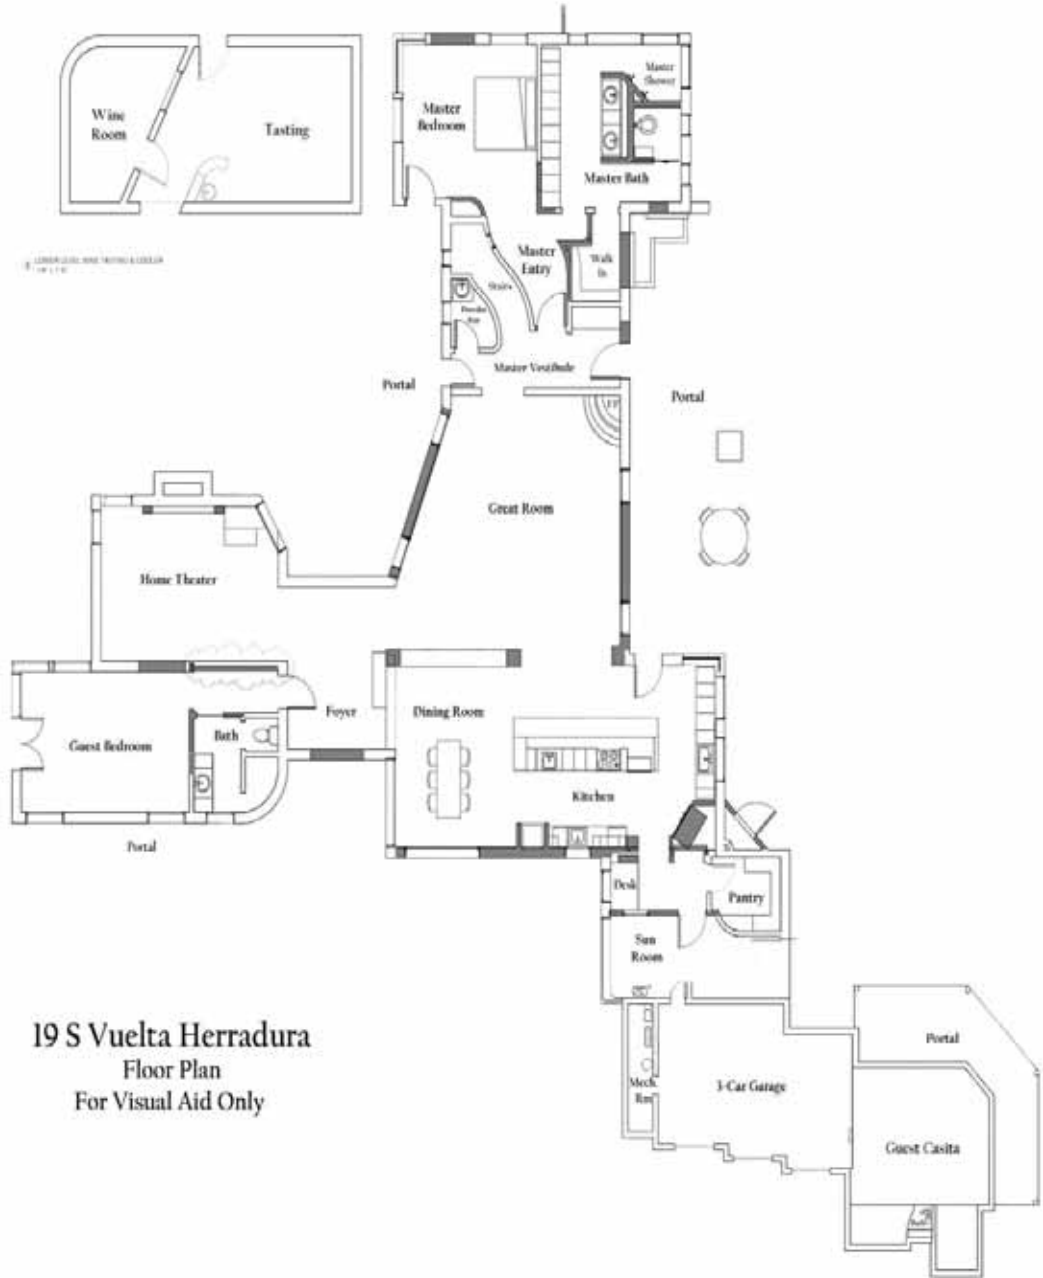 Wine
Room
Tasting
Master
Bedroom
Master
Shower
Master Bath
Master
Entry
Walk
In
Stairs
Powder
Master Vestibule
Portal
Portal
FP
Great Room
Home Theater
Foyer
Dining Room
Guest Bedroom
Bath
Kitchen
Portal
Desk
Pantry
Sun
Room
19 S Vuelta Herradura
Floor Plan
For Visual Aid Only
Portal
Mech.
Rm
3-Car Garage
Guest Casita